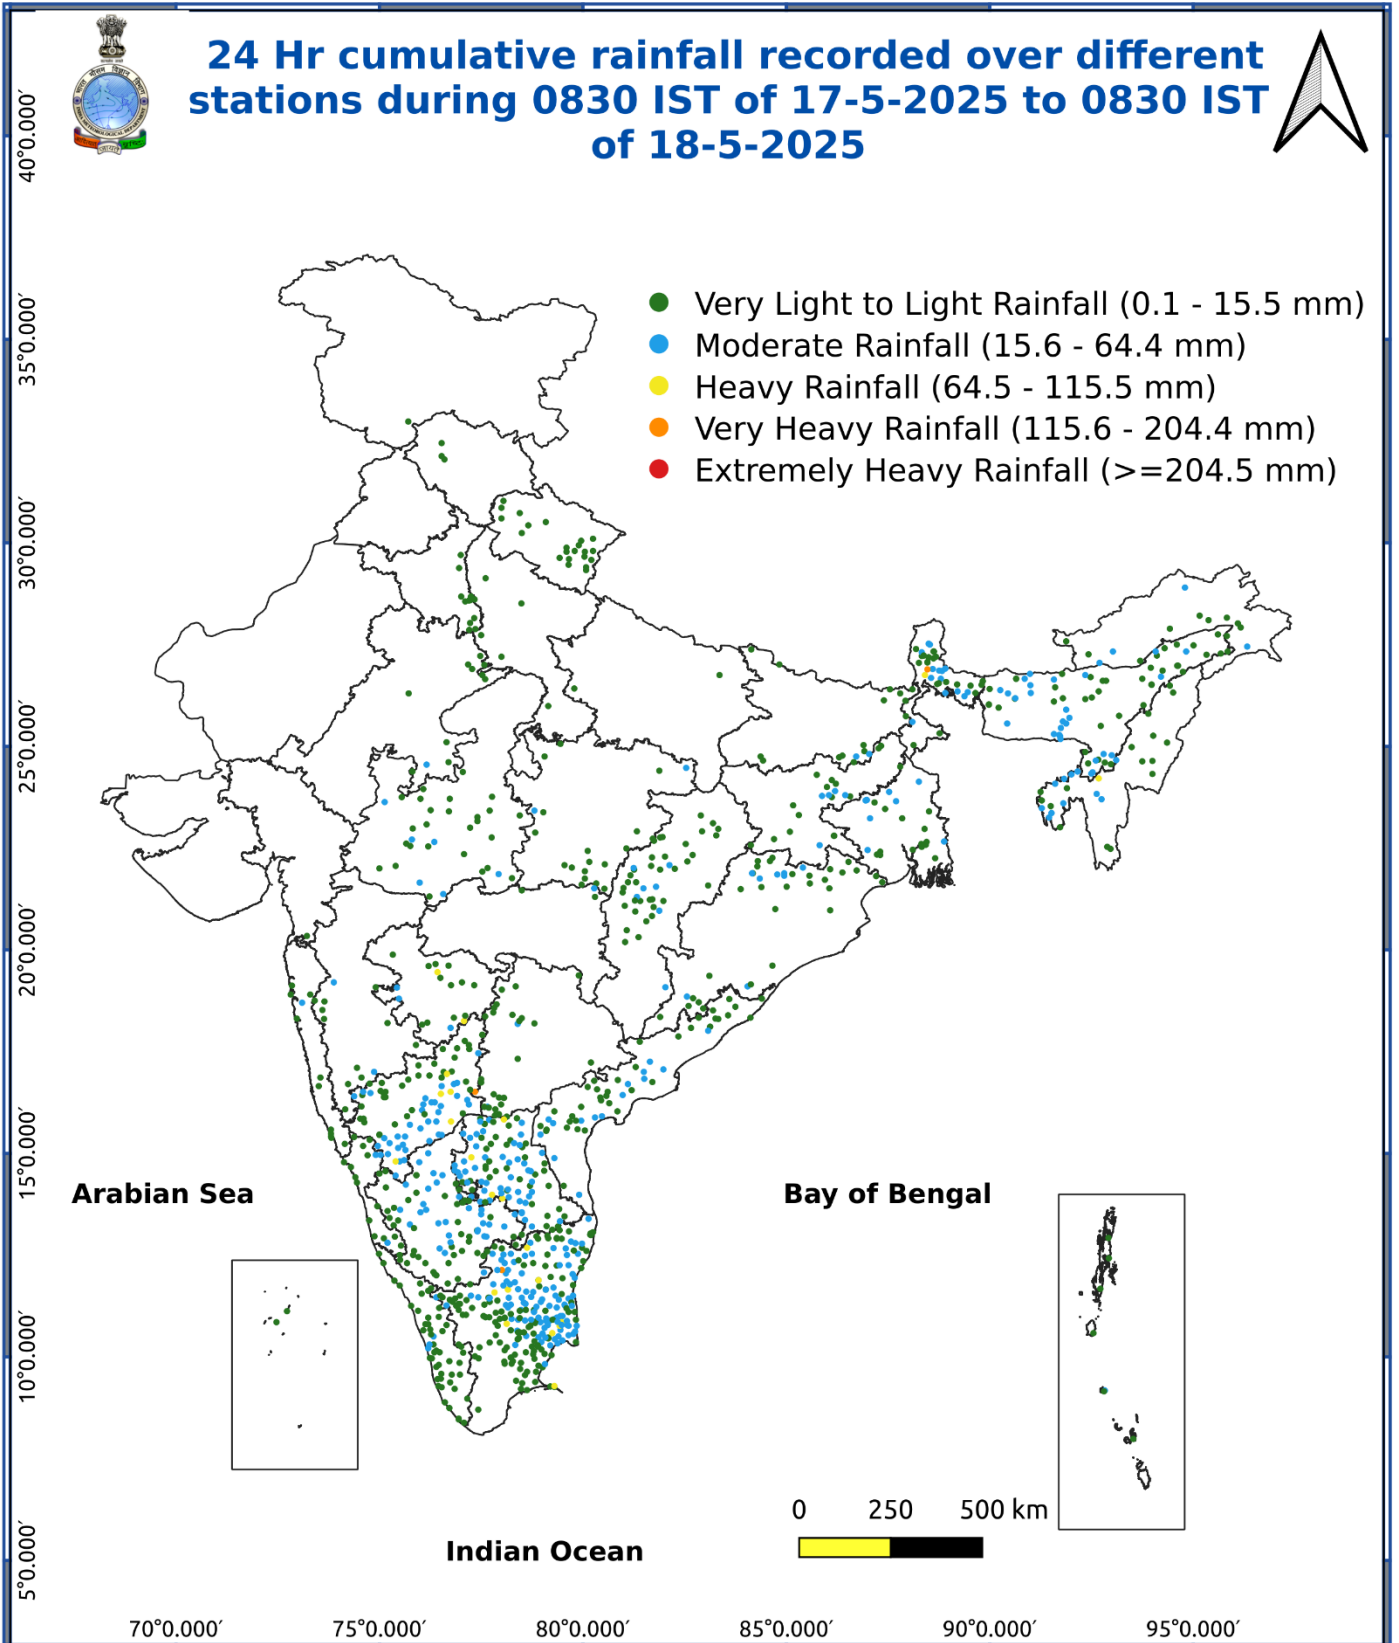 24 Hr cumulative rainfall recorded over different
stations during 0830 IST of 17-5-2025 to 0830 IST
of 18-5-2025
Very Light to Light Rainfall (0.1 - 15.5 mm)
Moderate Rainfall (15.6 - 64.4 mm)
Heavy Rainfall (64.5 - 115.5 mm)
Very Heavy Rainfall (115.6 - 204.4 mm)
Extremely Heavy Rainfall (>=204.5 mm)
40°0.000′
35°0.000′
30°0.000′
25°0.000′
20°0.000′
15°0.000′
10°0.000′
5°0.000′
Arabian Sea
Bay of Bengal
Indian Ocean
0 250 500 km
70°0.000′ 75°0.000′ 80°0.000′ 85°0.000′ 90°0.000′ 95°0.000′